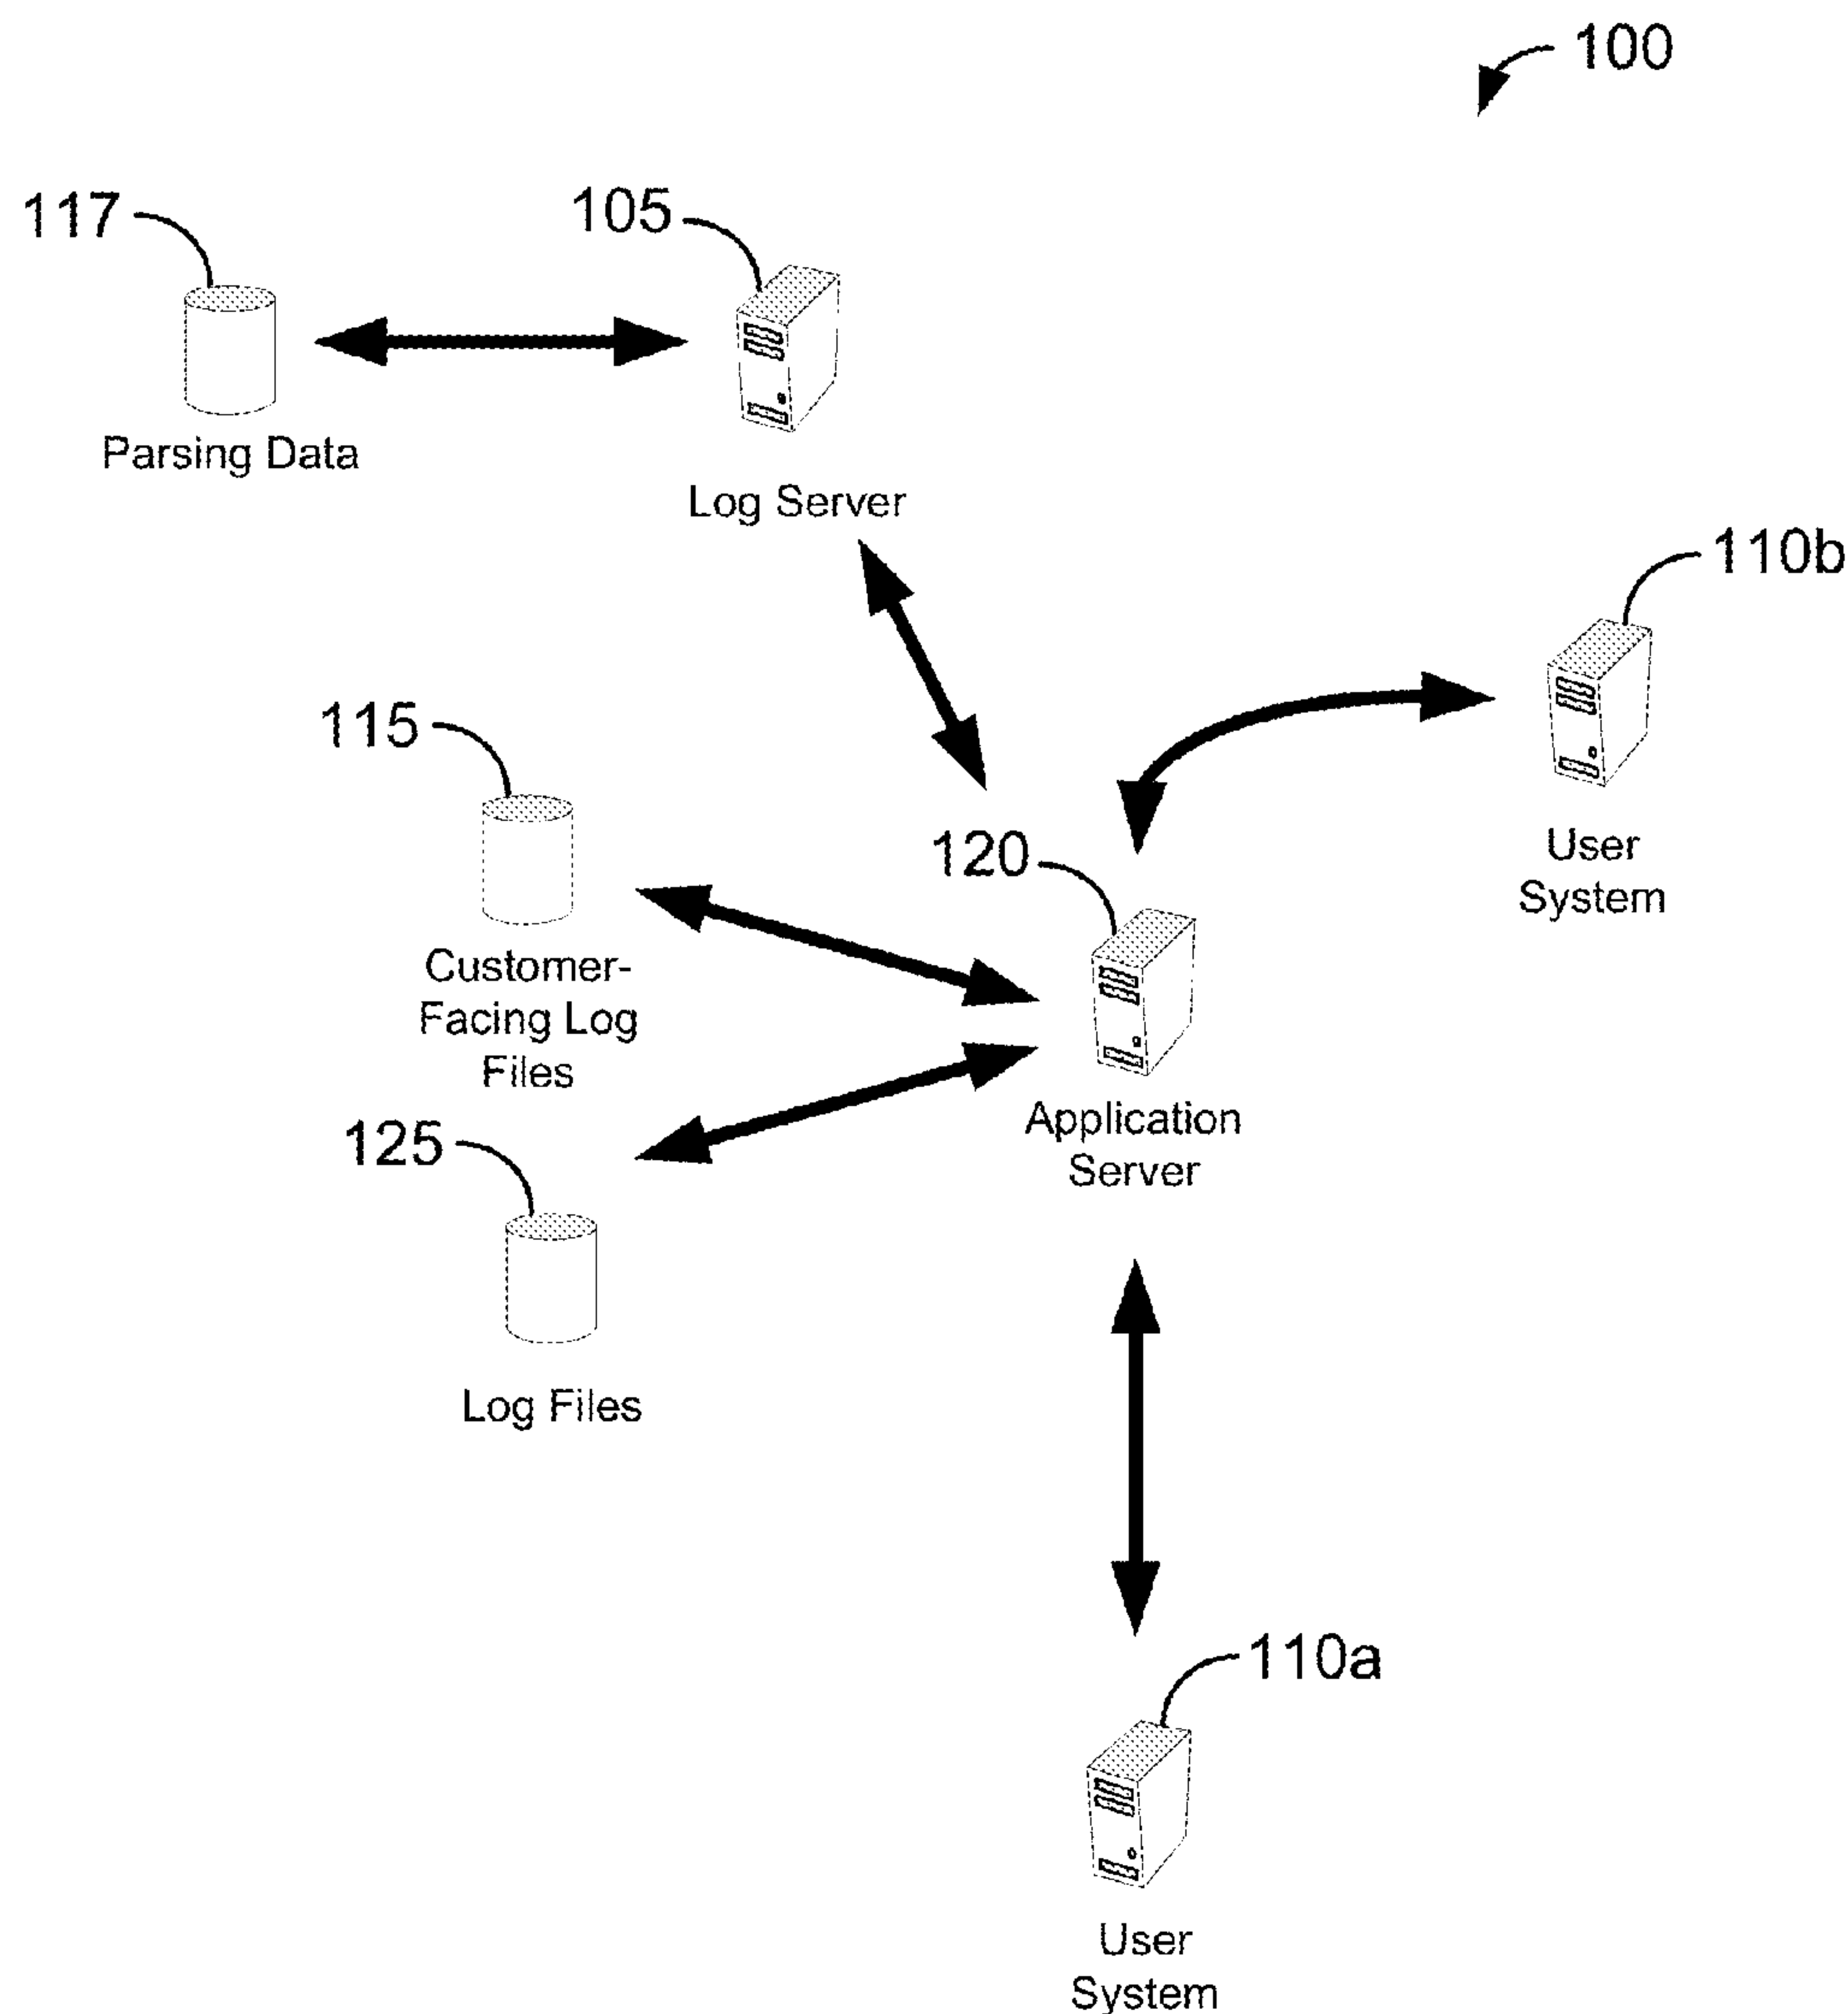 100
117
105
Parsing Data
Log Server
110b
115
120
User
System
Customer-
Facing Log
Files
125
Application
Server
Log Files
110a
User
System